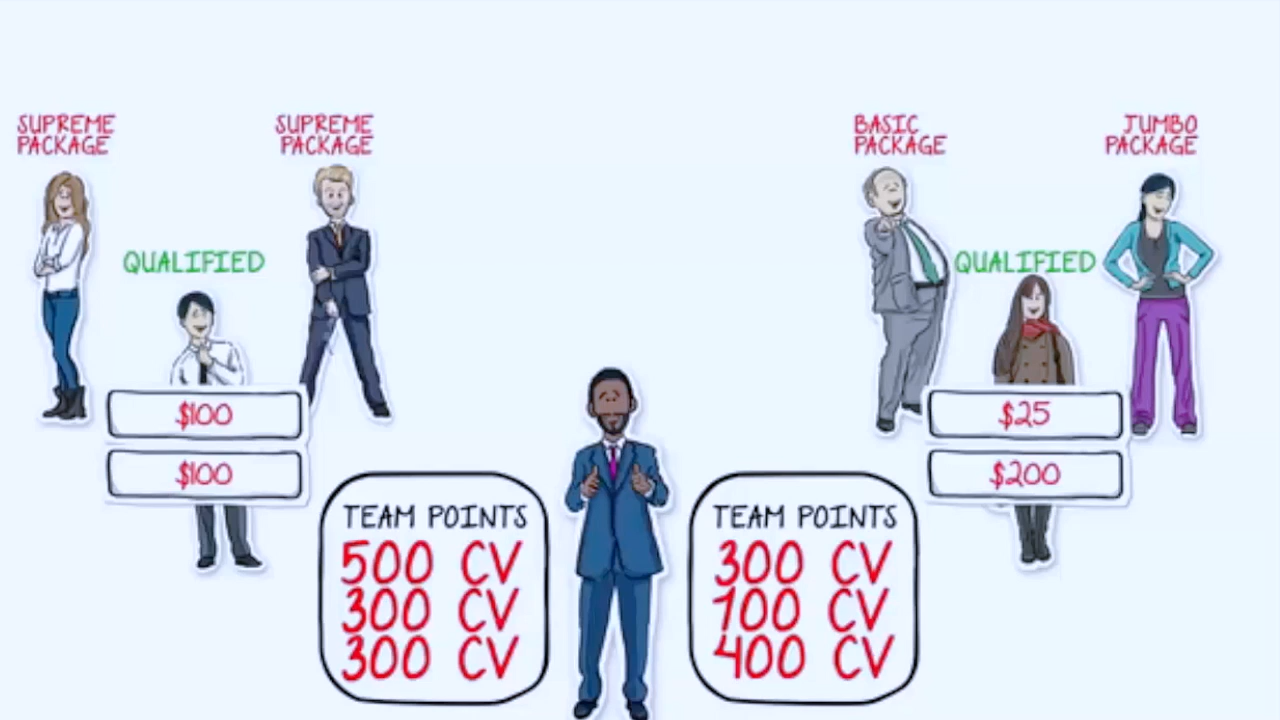 SUPREME
PACKAGE
SUPREME
PACKAGE
BASIC
PACKAGE
JUMBO
PACKAGE
QUALIFIED
QUALIFIED
$100
$100
$25
$200
TEAM POINTS
500 CV
300 CV
300 CV
TEAM POINTS
300 CV
100 CV
400 CV